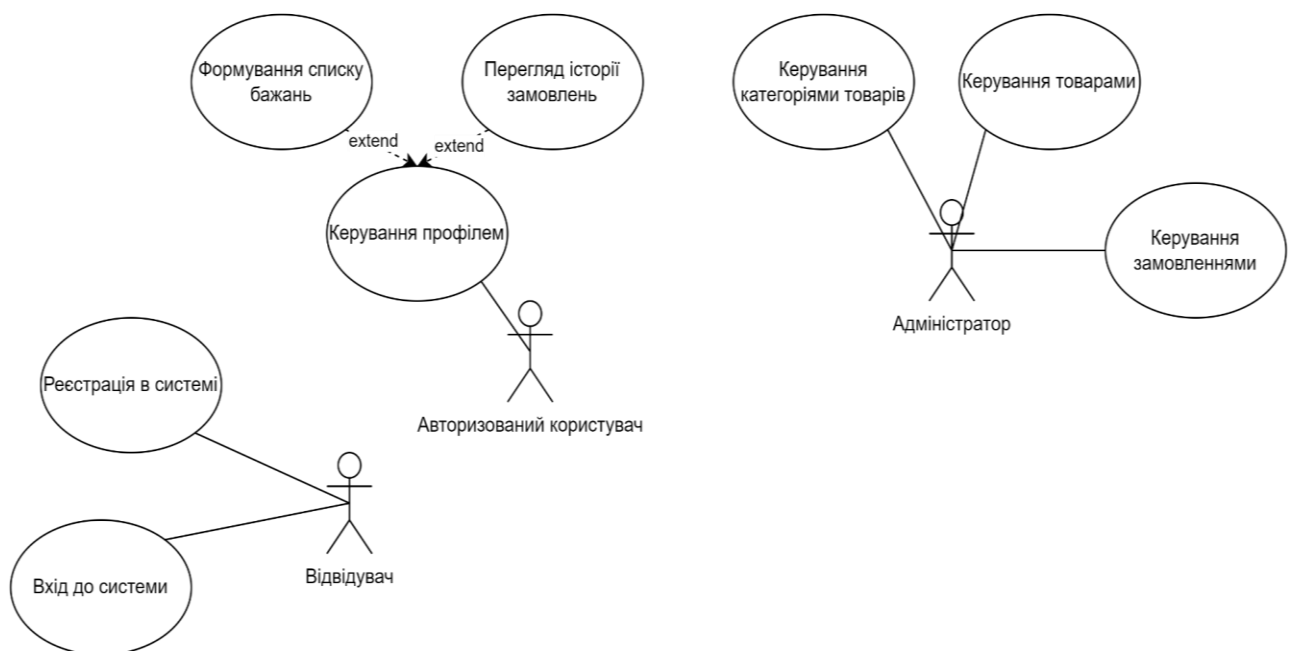 Формування списку
бажань
Перегляд історії
замовлень
Керування
категоріями товарів
Керування товарами
extend
extend
Керування профілем
Керування
замовленнями
Адміністратор
Реєстрація в системі
Авторизований користувач
Відвідувач
Вхід до системи